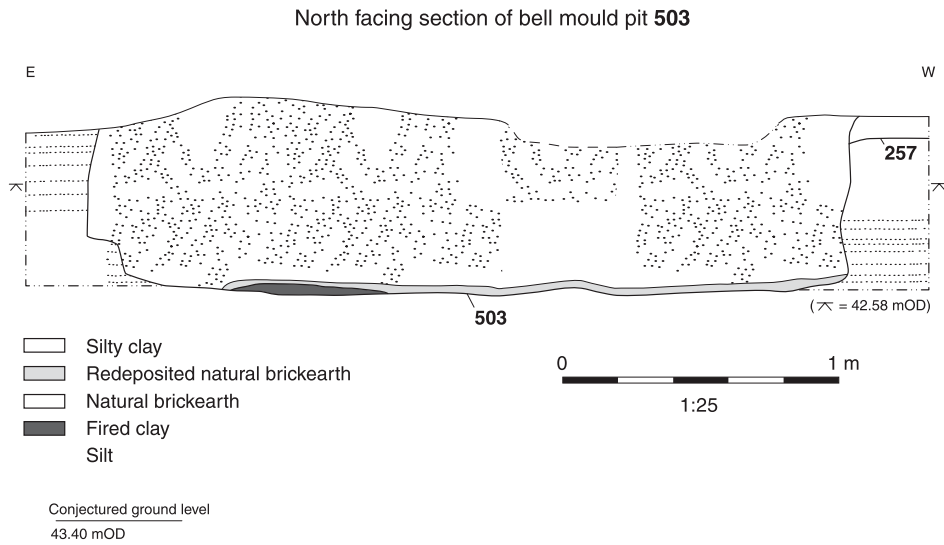 North facing section of bell mould pit 503
E
W
257
503
(⊼ = 42.58 mOD)
Silty clay
Redeposited natural brickearth
Natural brickearth
Fired clay
Silt
0 1 m
1:25
Conjectured ground level
43.40 mOD